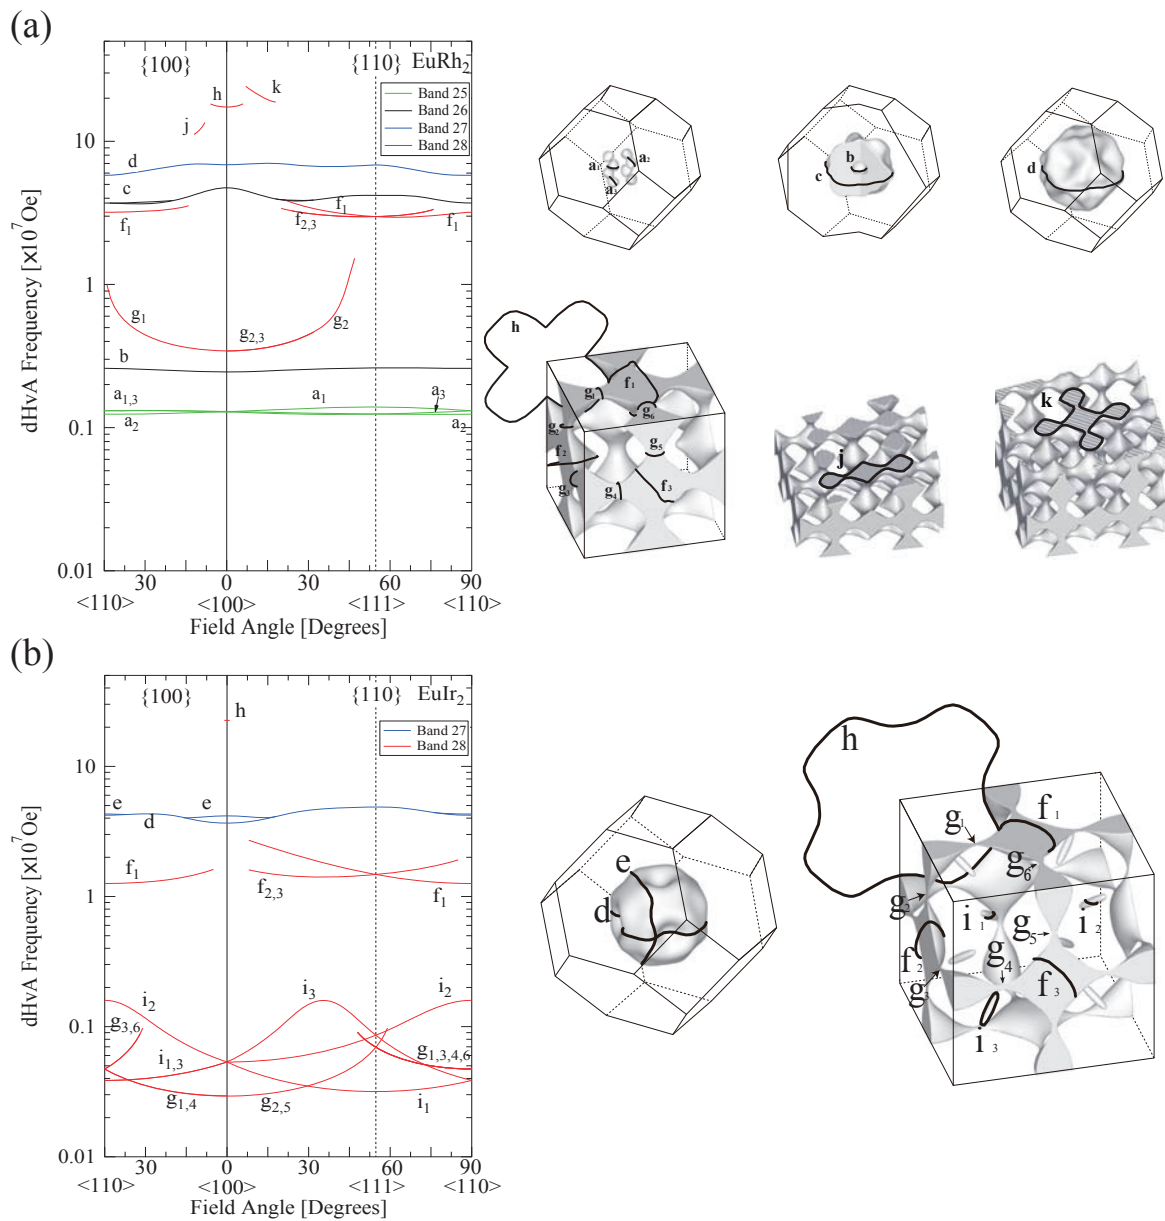 (a)
{100}
{110}
EuRh₂
Band 25
Band 26
Band 27
Band 28
h
k
j
d
c
f₁
f₁
f₂,₃
f₁
g₁
g₂,₃
g₂
b
a₁,₃
a₁
a₃
a₂
a₂
10
1
0.1
0.01
dHvA Frequency [x10⁷Oe]
30
0
30
60
90
<110>
<100>
<111>
<110>
Field Angle [Degrees]
a₁
a₂
a₃
b
c
d
h
f₁
g₁
g₆
g₂
g₅
f₂
g₃
g₄
f₃
j
k
(b)
{100}
{110}
EuIr₂
Band 27
Band 28
h
e
e
d
f₁
f₂,₃
f₁
i₂
i₃
i₂
g₃,₆
i₁,₃
g₁,₃,₄,₆
g₁,₄
g₂,₅
i₁
10
1
0.1
0.01
dHvA Frequency [x10⁷Oe]
30
0
30
60
90
<110>
<100>
<111>
<110>
Field Angle [Degrees]
e
d
h
g₁
f₁
g₆
g₂
i₁
g₅
i₂
f₂
g₄
g₃
f₃
i₃